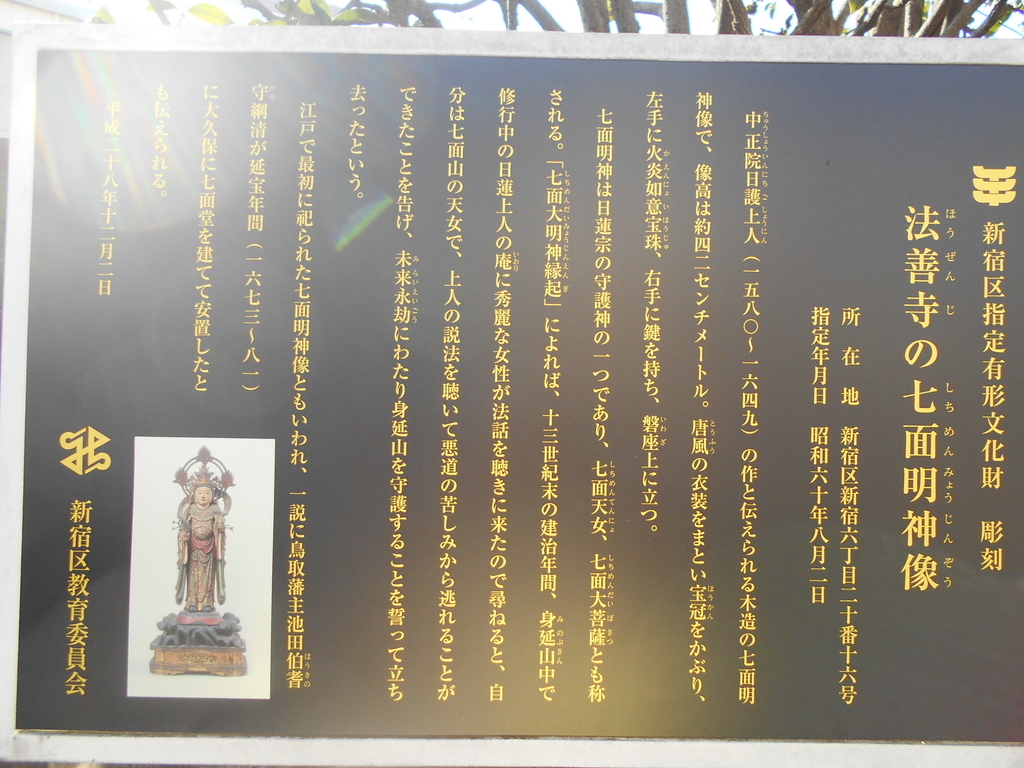 新宿区指定有形文化財 彫刻
法善寺の七面明神像
ほうぜんじ しちめんみょうじんぞう
所在地 新宿区新宿六丁目二十番十六号
指定年月日 昭和六十年八月二日
中正院日護上人(一五八〇～一六四九)の作と伝えられる木造の七面明
神像で、像高は約四二センチメートル。唐風の衣装をまとい宝冠をかぶり、
左手に火炎如意宝珠、右手に鍵を持ち、磐座上に立つ。
七面明神は日蓮宗の守護神の一つであり、七面天女、七面大菩薩とも称
される。「七面大明神縁起」によれば、十三世紀末の建治年間、身延山中で
修行中の日蓮上人の庵に秀麗な女性が法話を聴きに来たので尋ねると、自
分は七面山の天女で、上人の説法を聴いて悪道の苦しみから逃れることが
できたことを告げ、未来永劫にわたり身延山を守護することを誓って立ち
去ったという。
江戸で最初に祀られた七面明神像ともいわれ、一説に鳥取藩主池田伯耆
守綱清が延宝年間(一六七三～八一)
に大久保に七面堂を建てて安置したと
も伝えられる。
平成二十八年十二月二日
新宿区教育委員会